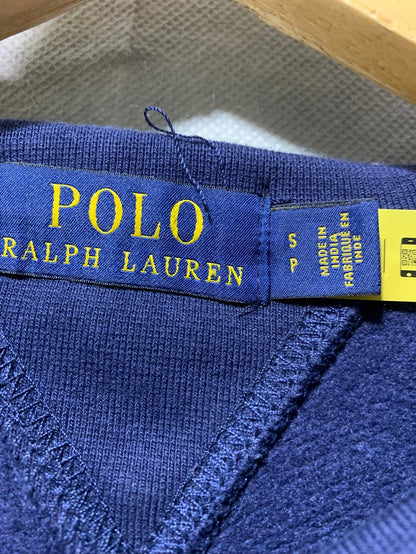 POLO
RALPH LAUREN
S
P
MADE IN
INDIA
FABRIQUÉ EN
INDE